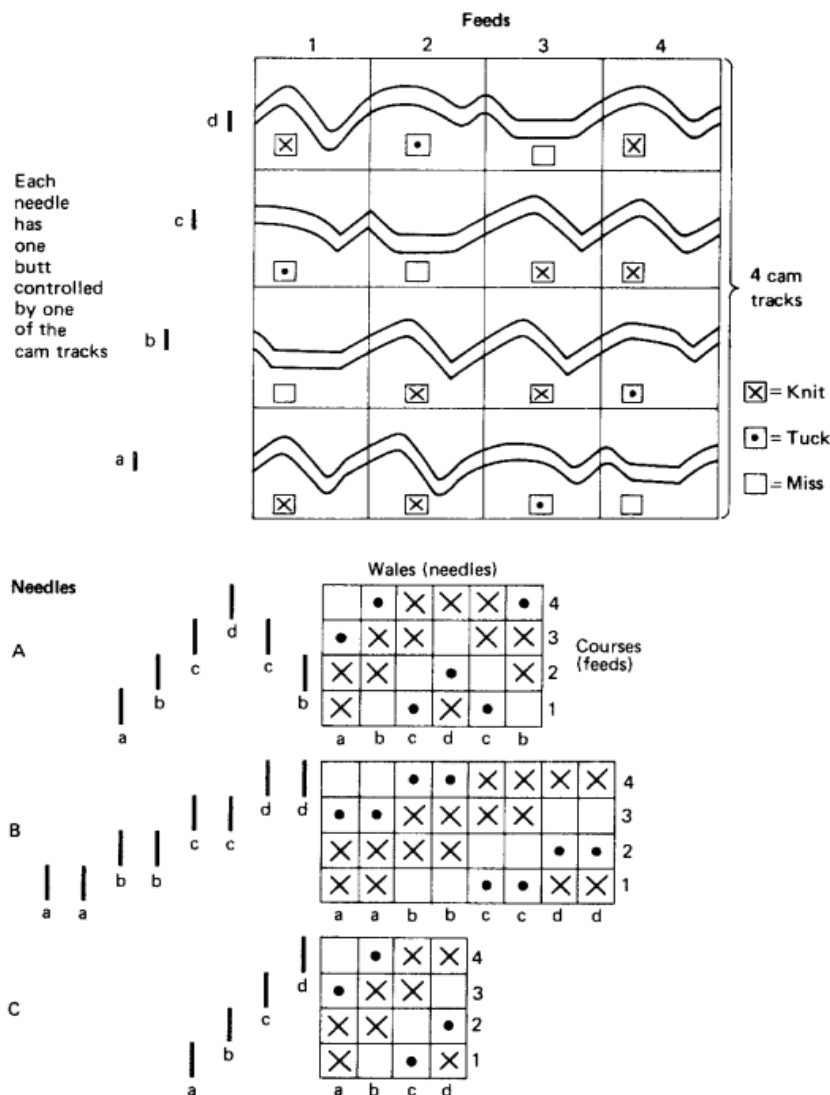 Feeds
1 2 3 4
d
Each
needle
has
one
butt
controlled
by one
of the
cam tracks
c
4 cam
tracks
b
= Knit
= Tuck
= Miss
a
Needles
Wales (needles)
A
d
c c
b b
a
4
3
2
1
Courses
(feeds)
a b c d c b
B
d d
c c
b b
a a
4
3
2
1
a a b b c c d d
C
d
c
b
a
4
3
2
1
a b c d